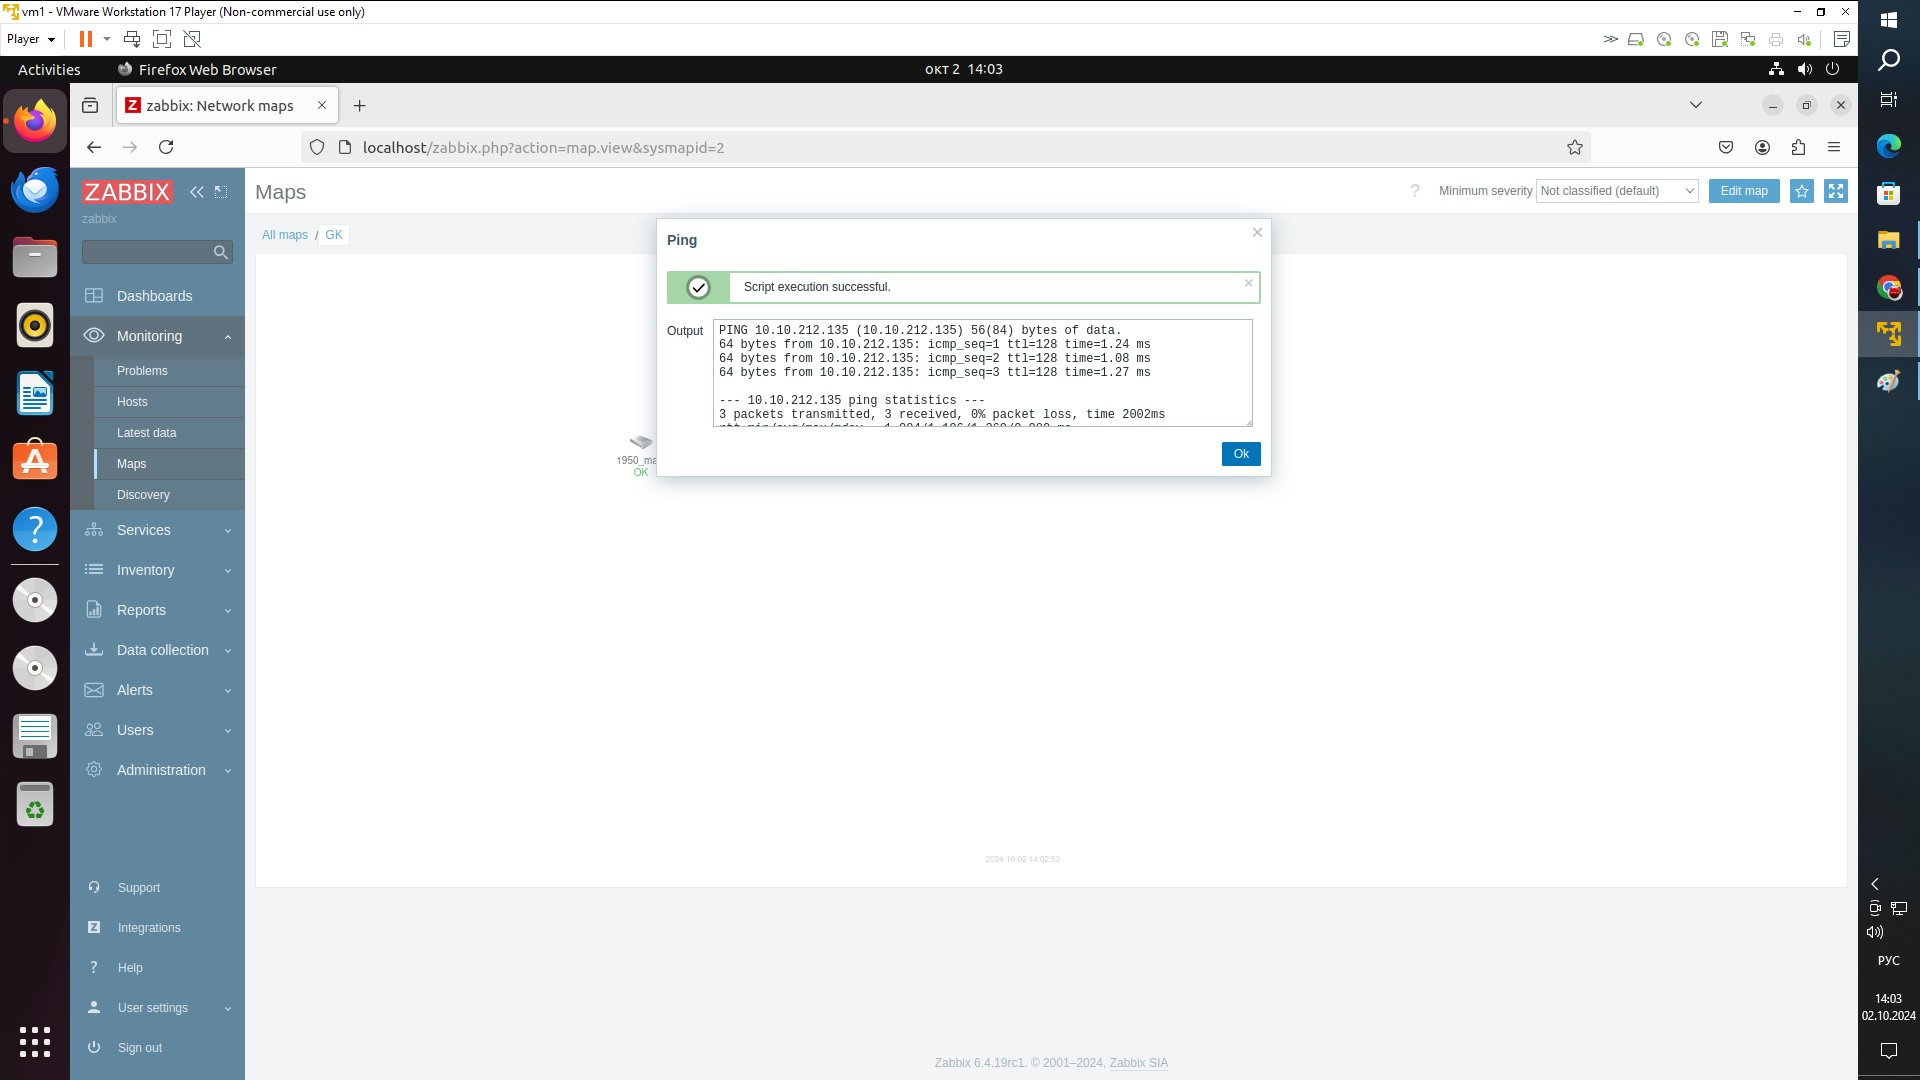 vm1 - VMware Workstation 17 Player (Non-commercial use only)
Player
Activities
Firefox Web Browser
окт 2 14:03
zabbix: Network maps
localhost/zabbix.php?action=map.view&sysmapid=2
ZABBIX
zabbix
Dashboards
Monitoring
Problems
Hosts
Latest data
Maps
Discovery
Services
Inventory
Reports
Data collection
Alerts
Users
Administration
Support
Integrations
Help
User settings
Sign out
Maps
?
Minimum severity
Not classified (default)
Edit map
All maps / GK
Ping
Script execution successful.
Output
PING 10.10.212.135 (10.10.212.135) 56(84) bytes of data.
64 bytes from 10.10.212.135: icmp_seq=1 ttl=128 time=1.24 ms
64 bytes from 10.10.212.135: icmp_seq=2 ttl=128 time=1.08 ms
64 bytes from 10.10.212.135: icmp_seq=3 ttl=128 time=1.27 ms
--- 10.10.212.135 ping statistics ---
3 packets transmitted, 3 received, 0% packet loss, time 2002ms
Ok
1950_ma
OK
2024-10-02 14:02:53
Zabbix 6.4.19rc1. © 2001–2024, Zabbix SIA
РУС
14:03
02.10.2024